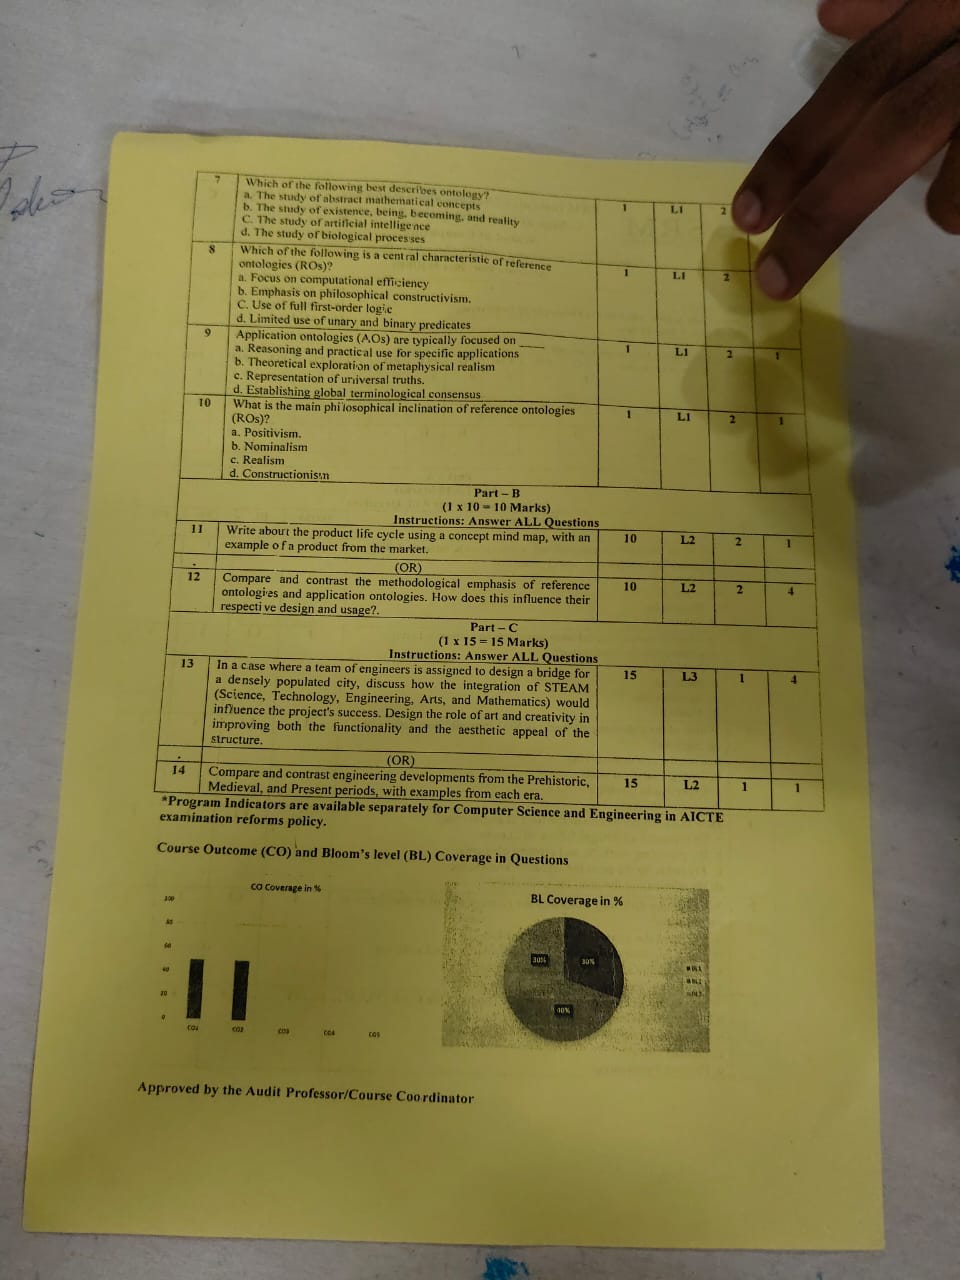 7 Which of the following best describes ontology? 1 L1 2
a. The study of abstract mathematical concepts
b. The study of existence, being, becoming, and reality
C. The study of artificial intelligence
d. The study of biological processes
8 Which of the following is a central characteristic of reference 1 L1 2
ontologies (ROs)?
a. Focus on computational efficiency
b. Emphasis on philosophical constructivism.
C. Use of full first-order logic
d. Limited use of unary and binary predicates
9 Application ontologies (AOs) are typically focused on ____ 1 L1 2 1
a. Reasoning and practical use for specific applications
b. Theoretical exploration of metaphysical realism
c. Representation of universal truths.
d. Establishing global terminological consensus
10 What is the main philosophical inclination of reference ontologies 1 L1 2 1
(ROs)?
a. Positivism.
b. Nominalism
c. Realism
d. Constructionism
Part – B
(1 x 10 = 10 Marks)
Instructions: Answer ALL Questions
11 Write about the product life cycle using a concept mind map, with an 10 L2 2 1
example of a product from the market.
(OR)
12 Compare and contrast the methodological emphasis of reference 10 L2 2 4
ontologies and application ontologies. How does this influence their
respective design and usage?.
Part – C
(1 x 15 = 15 Marks)
Instructions: Answer ALL Questions
13 In a case where a team of engineers is assigned to design a bridge for 15 L3 1 4
a densely populated city, discuss how the integration of STEAM
(Science, Technology, Engineering, Arts, and Mathematics) would
influence the project's success. Design the role of art and creativity in
improving both the functionality and the aesthetic appeal of the
structure.
(OR)
14 Compare and contrast engineering developments from the Prehistoric, 15 L2 1 1
Medieval, and Present periods, with examples from each era.
*Program Indicators are available separately for Computer Science and Engineering in AICTE
examination reforms policy.
Course Outcome (CO) and Bloom's level (BL) Coverage in Questions
CO Coverage in %
100
80
60
40
20
0
CO1 CO2 CO3 CO4 CO5
BL Coverage in %
30% 30%
40%
BL1
BL2
Approved by the Audit Professor/Course Coordinator